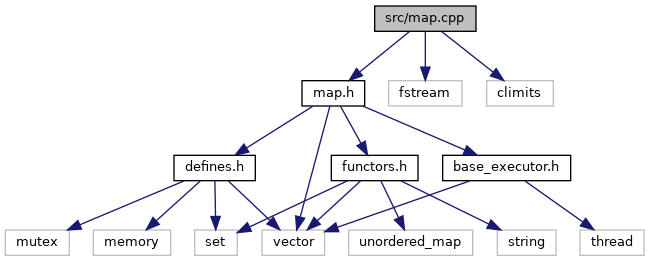 src/map.cpp
map.h
fstream
climits
defines.h
functors.h
base_executor.h
mutex
memory
set
vector
unordered_map
string
thread